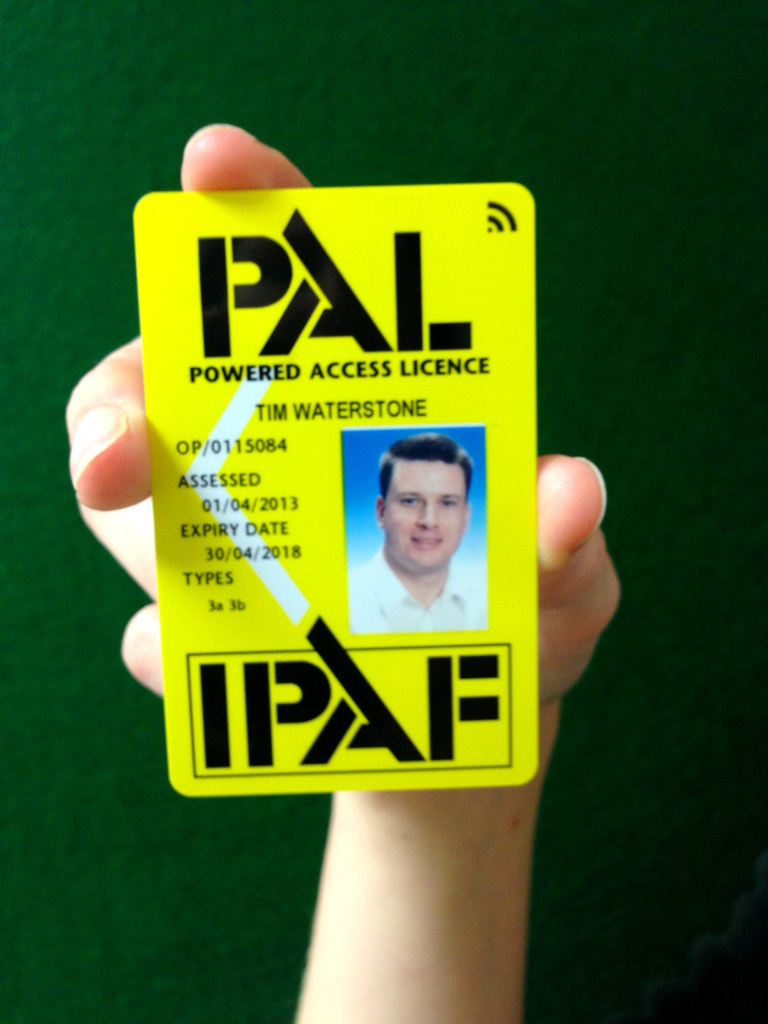 PAL
POWERED ACCESS LICENCE
TIM WATERSTONE
OP/0115084
ASSESSED
01/04/2013
EXPIRY DATE
30/04/2018
TYPES
3a 3b
IPAF